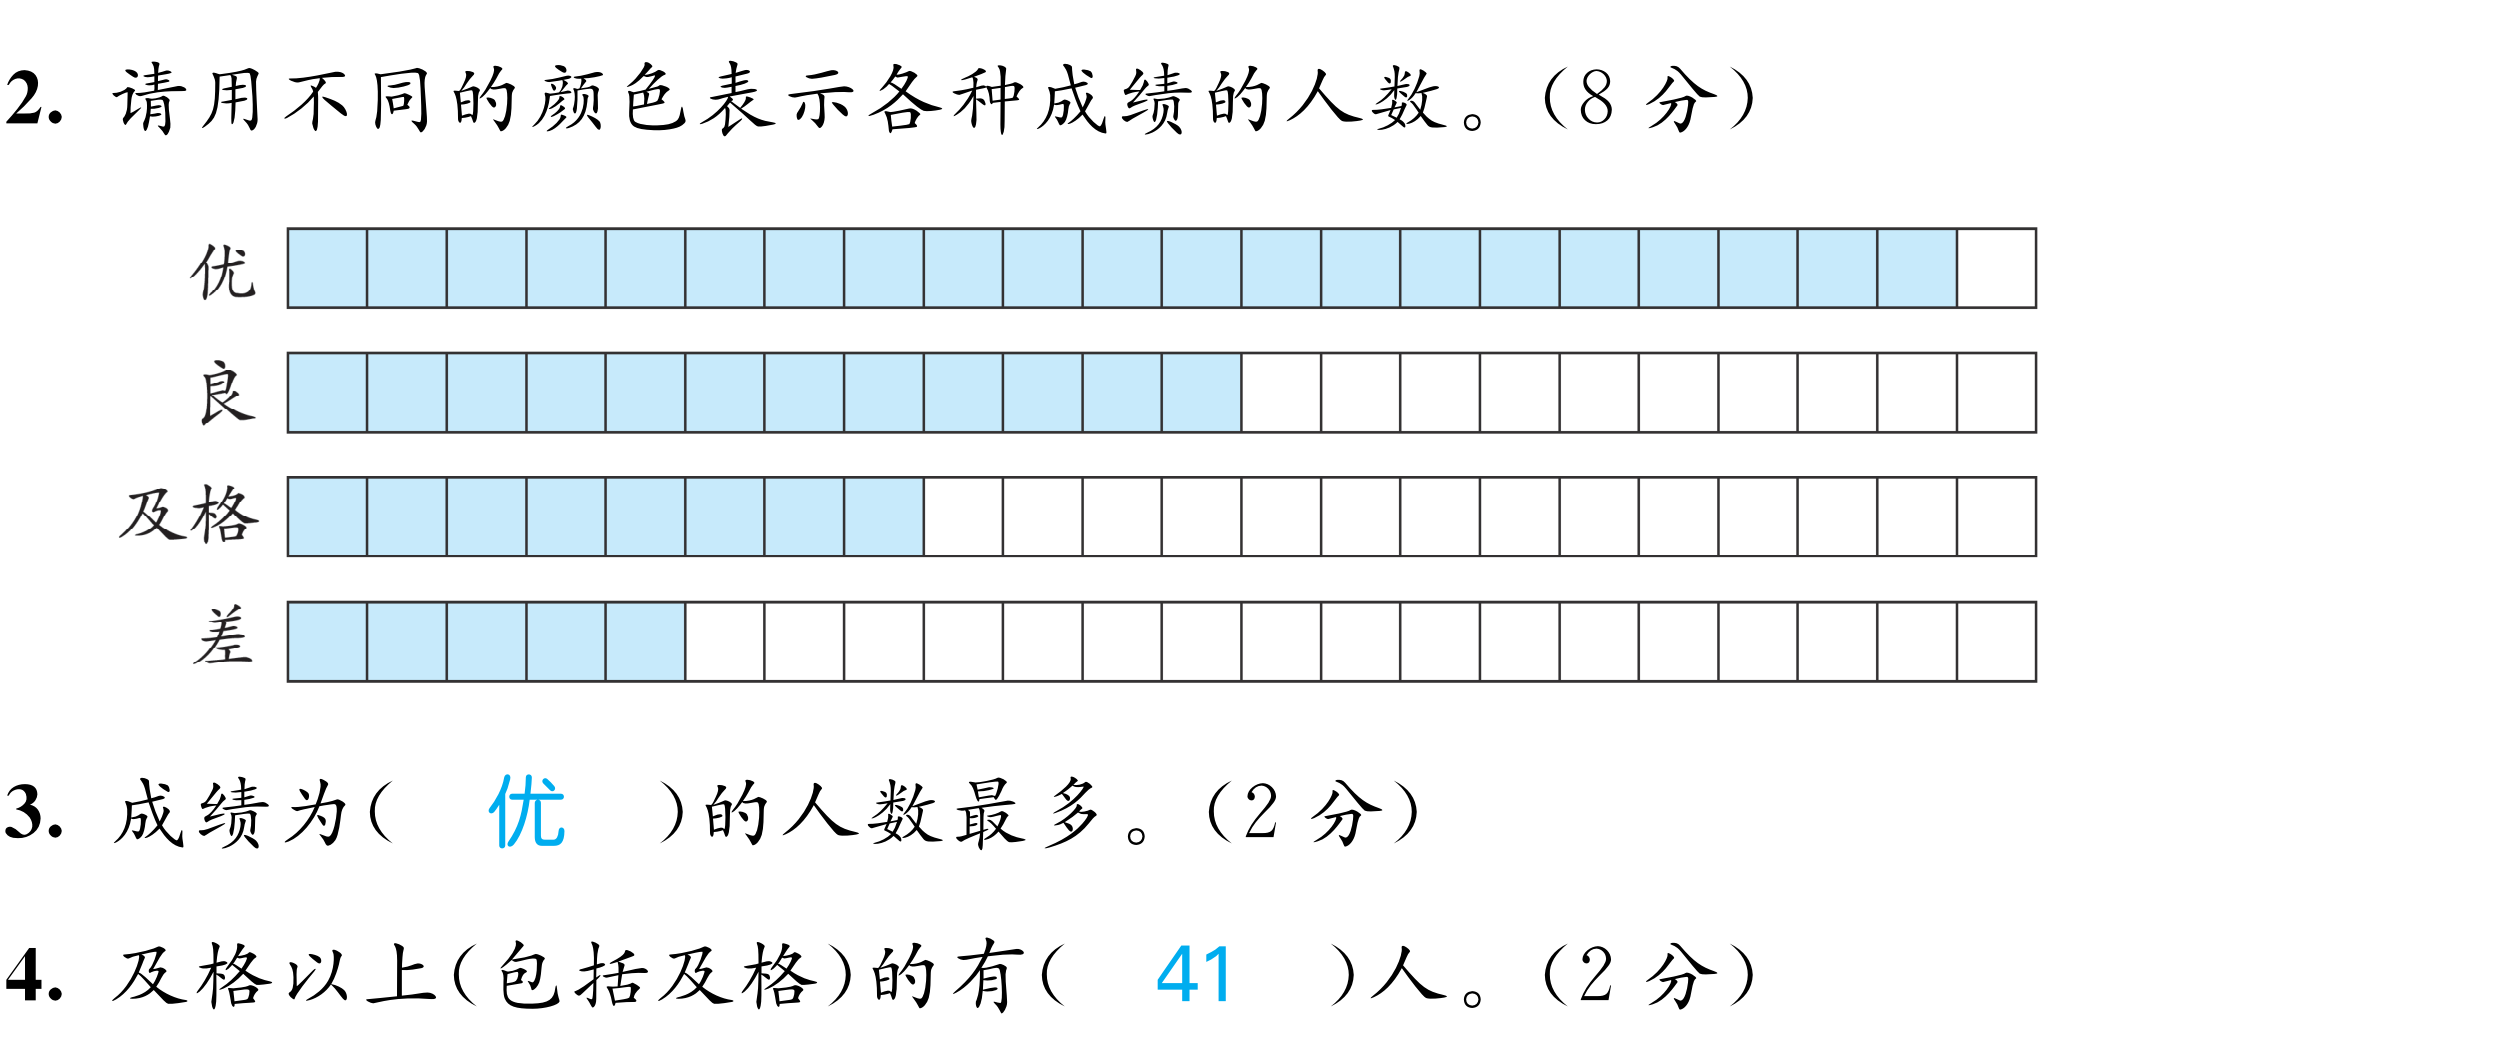 2. 请用不同的颜色表示各种成绩的人数。(8分)
优
良
及格
差
3. 成绩为( 优 )的人数最多。(2分)
4. 及格以上(包括及格)的有( 41 )人。(2分)